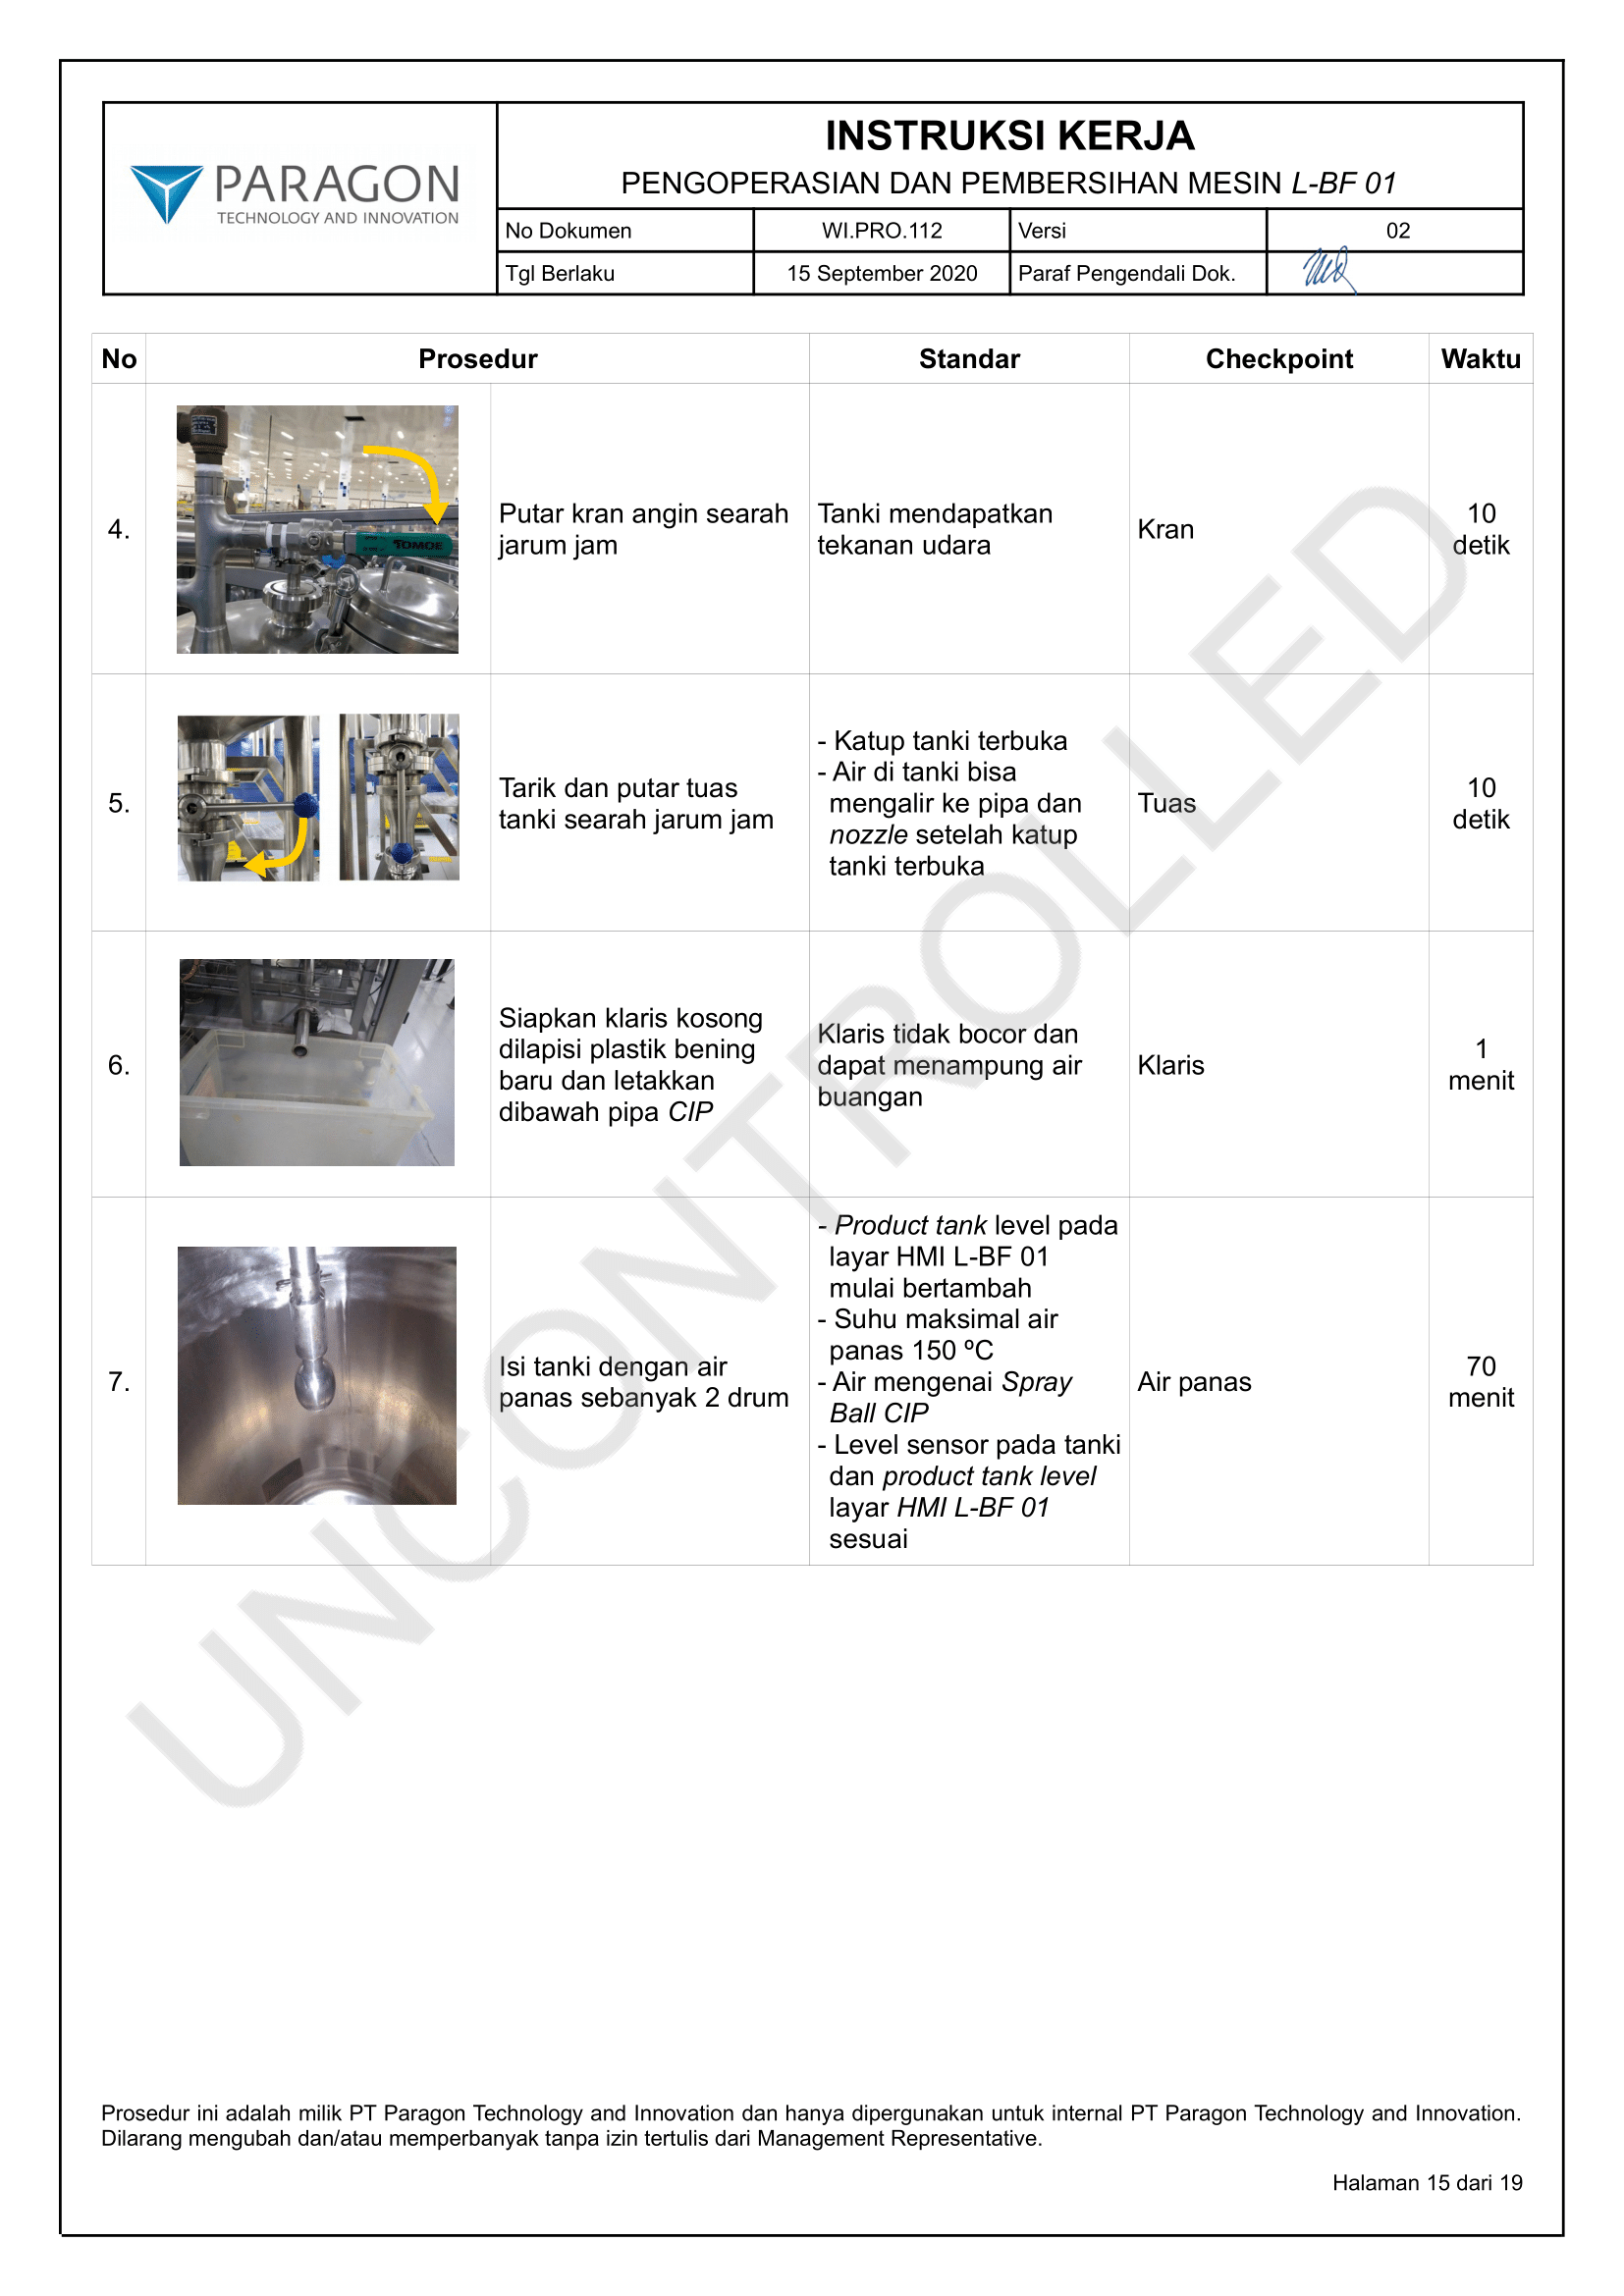 PARAGON
TECHNOLOGY AND INNOVATION
INSTRUKSI KERJA
PENGOPERASIAN DAN PEMBERSIHAN MESIN L-BF 01
No Dokumen WI.PRO.112 Versi 02
Tgl Berlaku 15 September 2020 Paraf Pengendali Dok.
No Prosedur Standar Checkpoint Waktu
4.
TOMOE
Putar kran angin searah
jarum jam
Tanki mendapatkan
tekanan udara
Kran
10
detik
5.
Tarik dan putar tuas
tanki searah jarum jam
- Katup tanki terbuka
- Air di tanki bisa
mengalir ke pipa dan
nozzle setelah katup
tanki terbuka
Tuas
10
detik
6.
Siapkan klaris kosong
dilapisi plastik bening
baru dan letakkan
dibawah pipa CIP
Klaris tidak bocor dan
dapat menampung air
buangan
Klaris
1
menit
7.
Isi tanki dengan air
panas sebanyak 2 drum
- Product tank level pada
layar HMI L-BF 01
mulai bertambah
- Suhu maksimal air
panas 150 ºC
- Air mengenai Spray
Ball CIP
- Level sensor pada tanki
dan product tank level
layar HMI L-BF 01
sesuai
Air panas
70
menit
UNCONTROLLED
Prosedur ini adalah milik PT Paragon Technology and Innovation dan hanya dipergunakan untuk internal PT Paragon Technology and Innovation.
Dilarang mengubah dan/atau memperbanyak tanpa izin tertulis dari Management Representative.
Halaman 15 dari 19